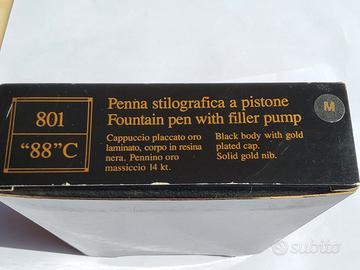 801
"88"C
Penna stilografica a pistone
Fountain pen with filler pump
Cappuccio placcato oro
laminato, corpo in resina
nera. Pennino oro
massiccio 14 kt.
Black body with gold
plated cap.
Solid gold nib.
M
subito